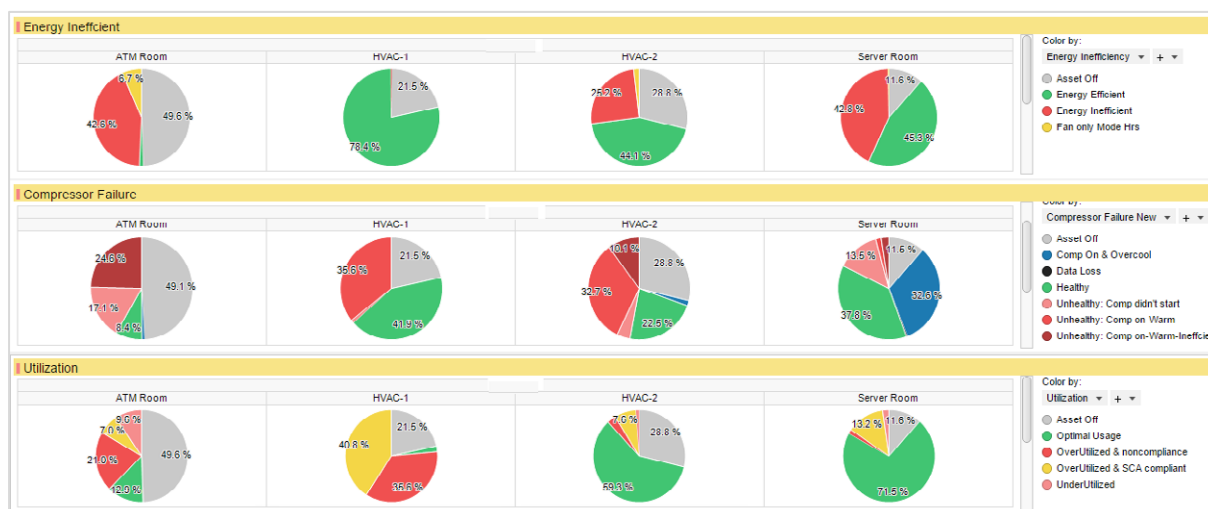 Energy Ineffcient
ATM Room
HVAC-1
HVAC-2
Server Room
6.7 %
42.8 %
49.6 %
21.5 %
78.4 %
25.2 %
28.8 %
44.1 %
11.6 %
42.8 %
45.3 %
Color by:
Energy Inefficiency
+
Asset Off
Energy Efficient
Energy Inefficient
Fan only Mode Hrs
Compressor Failure
ATM Room
HVAC-1
HVAC-2
Server Room
24.6 %
49.1 %
17.1 %
8.4 %
35.6 %
21.5 %
41.9 %
10.1 %
28.8 %
32.7 %
22.5 %
13.5 %
11.6 %
32.6 %
37.8 %
Color by:
Compressor Failure New
+
Asset Off
Comp On & Overcool
Data Loss
Healthy
Unhealthy: Comp didn't start
Unhealthy: Comp on-Warm
Unhealthy: Comp on-Warm-Ineffcie
Utilization
ATM Room
HVAC-1
HVAC-2
Server Room
9.6 %
7.0 %
21.0 %
49.6 %
12.9 %
40.8 %
21.5 %
35.6 %
7.6 %
28.8 %
59.3 %
13.2 %
11.6 %
71.5 %
Color by:
Utilization
+
Asset Off
Optimal Usage
OverUtilized & noncompliance
OverUtilized & SCA compliant
UnderUtilized